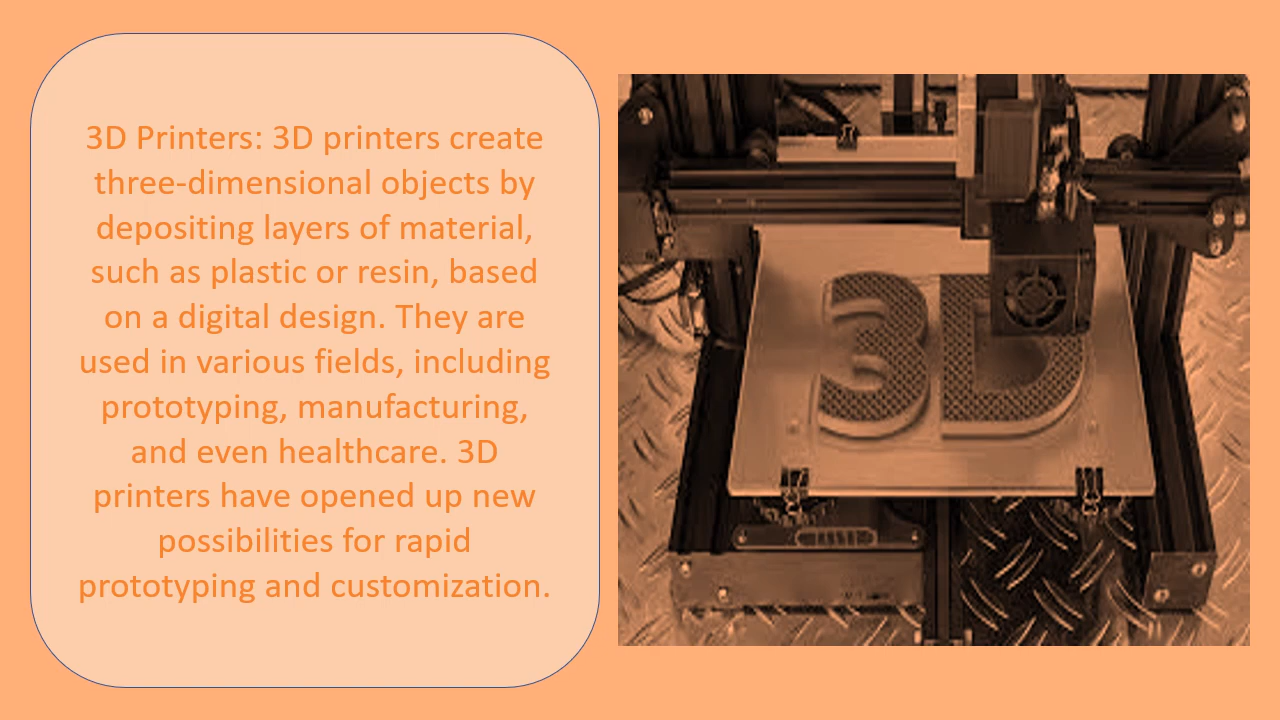 3D Printers: 3D printers create
three-dimensional objects by
depositing layers of material,
such as plastic or resin, based
on a digital design. They are
used in various fields, including
prototyping, manufacturing,
and even healthcare. 3D
printers have opened up new
possibilities for rapid
prototyping and customization.
3D